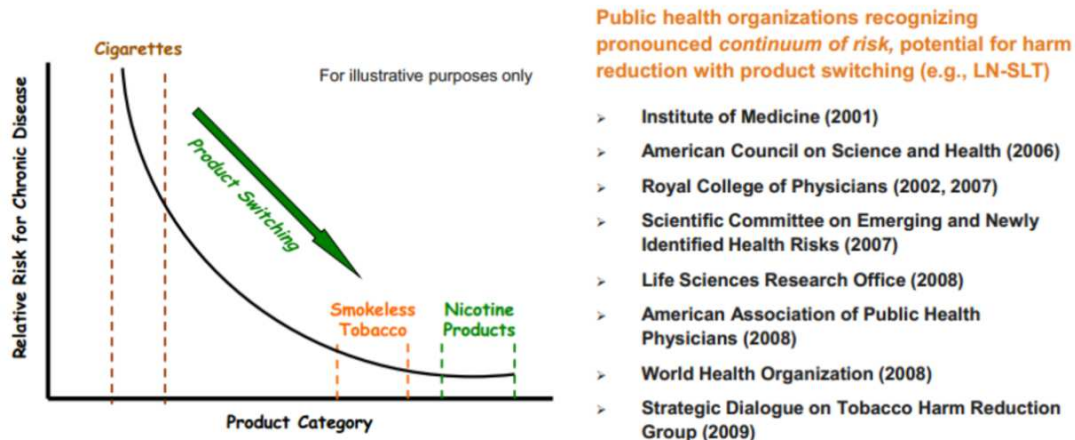 Cigarettes
For illustrative purposes only
Relative Risk for Chronic Disease
Product Switching
Smokeless
Tobacco
Nicotine
Products
Product Category
Public health organizations recognizing
pronounced continuum of risk, potential for harm
reduction with product switching (e.g., LN-SLT)
➢ Institute of Medicine (2001)
➢ American Council on Science and Health (2006)
➢ Royal College of Physicians (2002, 2007)
➢ Scientific Committee on Emerging and Newly
Identified Health Risks (2007)
➢ Life Sciences Research Office (2008)
➢ American Association of Public Health
Physicians (2008)
➢ World Health Organization (2008)
➢ Strategic Dialogue on Tobacco Harm Reduction
Group (2009)